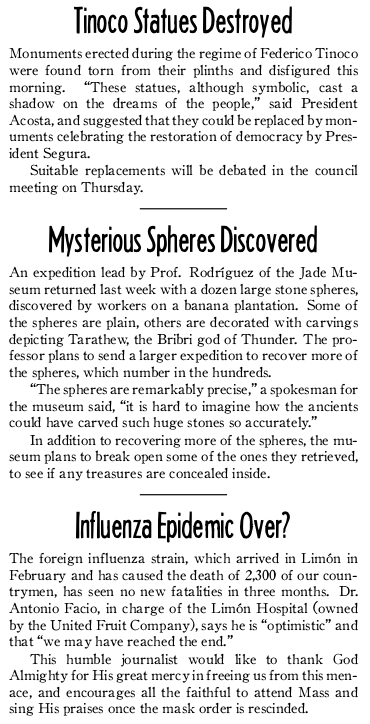 Tinoco Statues Destroyed
Monuments erected during the regime of Federico Tinoco
were found torn from their plinths and disfigured this
morning. “These statues, although symbolic, cast a
shadow on the dreams of the people,” said President
Acosta, and suggested that they could be replaced by mon-
uments celebrating the restoration of democracy by Pres-
ident Segura.
Suitable replacements will be debated in the council
meeting on Thursday.
Mysterious Spheres Discovered
An expedition lead by Prof. Rodríguez of the Jade Mu-
seum returned last week with a dozen large stone spheres,
discovered by workers on a banana plantation. Some of
the spheres are plain, others are decorated with carvings
depicting Tarathew, the Bribri god of Thunder. The pro-
fessor plans to send a larger expedition to recover more of
the spheres, which number in the hundreds.
“The spheres are remarkably precise,” a spokesman for
the museum said, “it is hard to imagine how the ancients
could have carved such huge stones so accurately.”
In addition to recovering more of the spheres, the mu-
seum plans to break open some of the ones they retrieved,
to see if any treasures are concealed inside.
Influenza Epidemic Over?
The foreign influenza strain, which arrived in Limón in
February and has caused the death of 2,300 of our coun-
trymen, has seen no new fatalities in three months. Dr.
Antonio Facio, in charge of the Limón Hospital (owned
by the United Fruit Company), says he is “optimistic” and
that “we may have reached the end.”
This humble journalist would like to thank God
Almighty for His great mercy in freeing us from this men-
ace, and encourages all the faithful to attend Mass and
sing His praises once the mask order is rescinded.